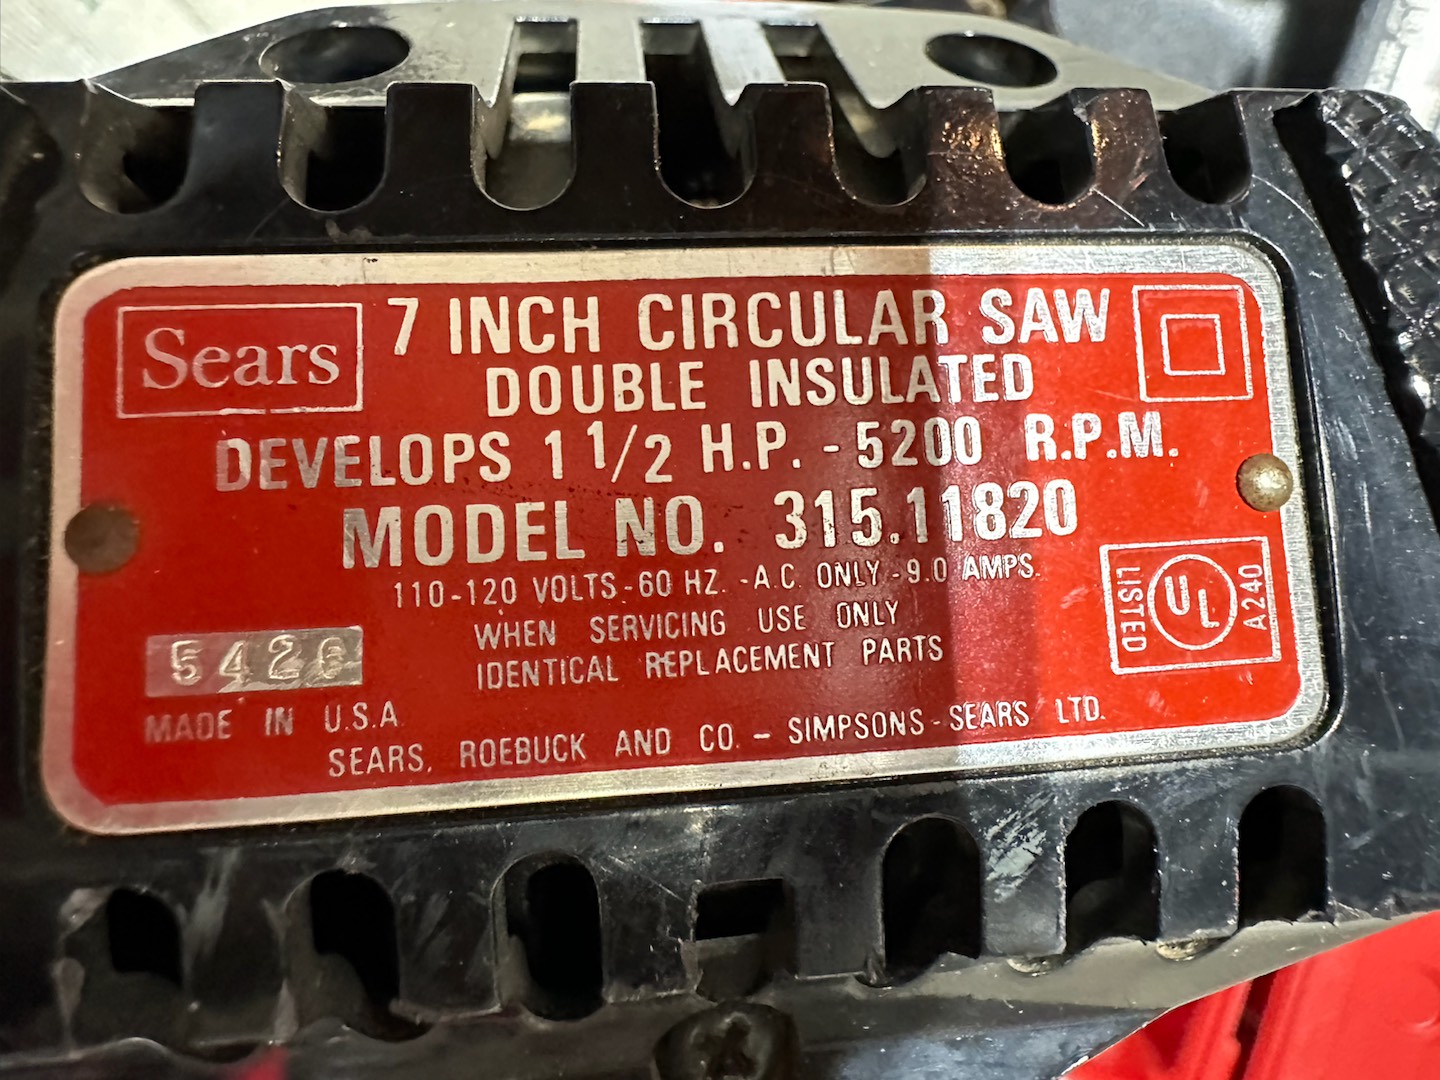 Sears
7 INCH CIRCULAR SAW
DOUBLE INSULATED
DEVELOPS 1 1/2 H.P. - 5200 R.P.M.
MODEL NO. 315.11820
110-120 VOLTS - 60 HZ. - A.C. ONLY - 9.0 AMPS.
WHEN SERVICING USE ONLY
IDENTICAL REPLACEMENT PARTS
LISTED UL A240
MADE IN U.S.A.
SEARS, ROEBUCK AND CO. - SIMPSONS - SEARS LTD.